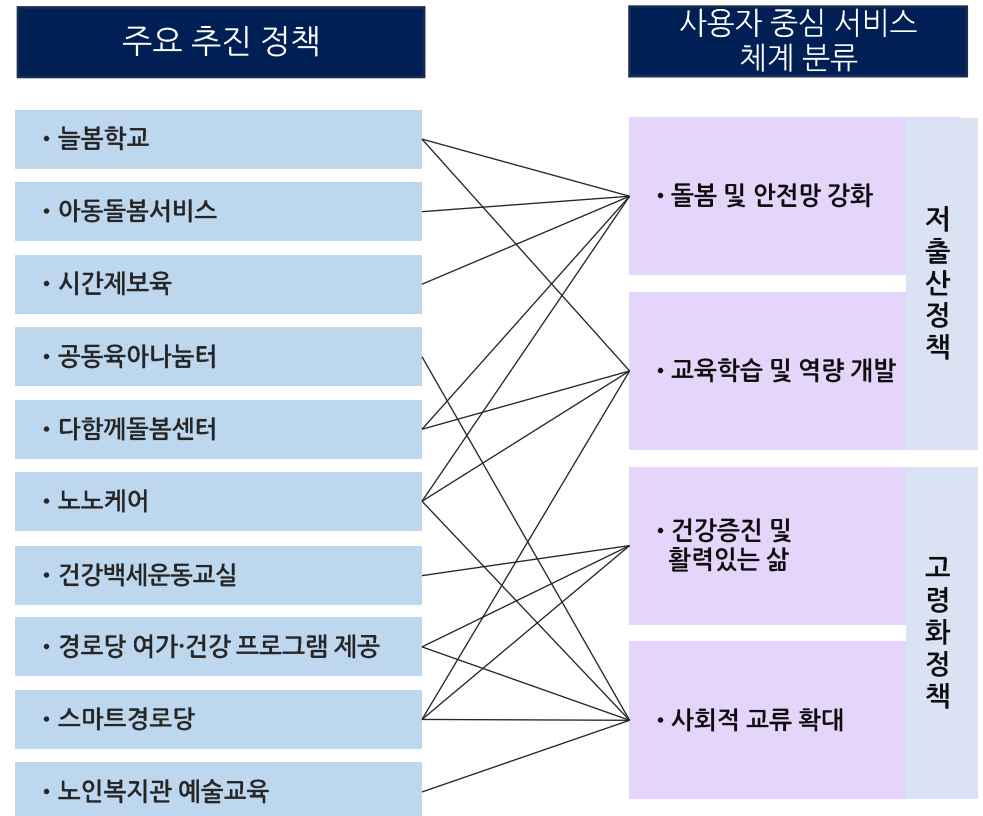 주요 추진 정책
• 늘봄학교
• 아동돌봄서비스
• 시간제보육
• 공동육아나눔터
• 다함께돌봄센터
• 노노케어
• 건강백세운동교실
• 경로당 여가·건강 프로그램 제공
• 스마트경로당
• 노인복지관 예술교육
사용자 중심 서비스
체계 분류
• 돌봄 및 안전망 강화
• 교육학습 및 역량 개발
저출산정책
• 건강증진 및
활력있는 삶
• 사회적 교류 확대
고령화정책